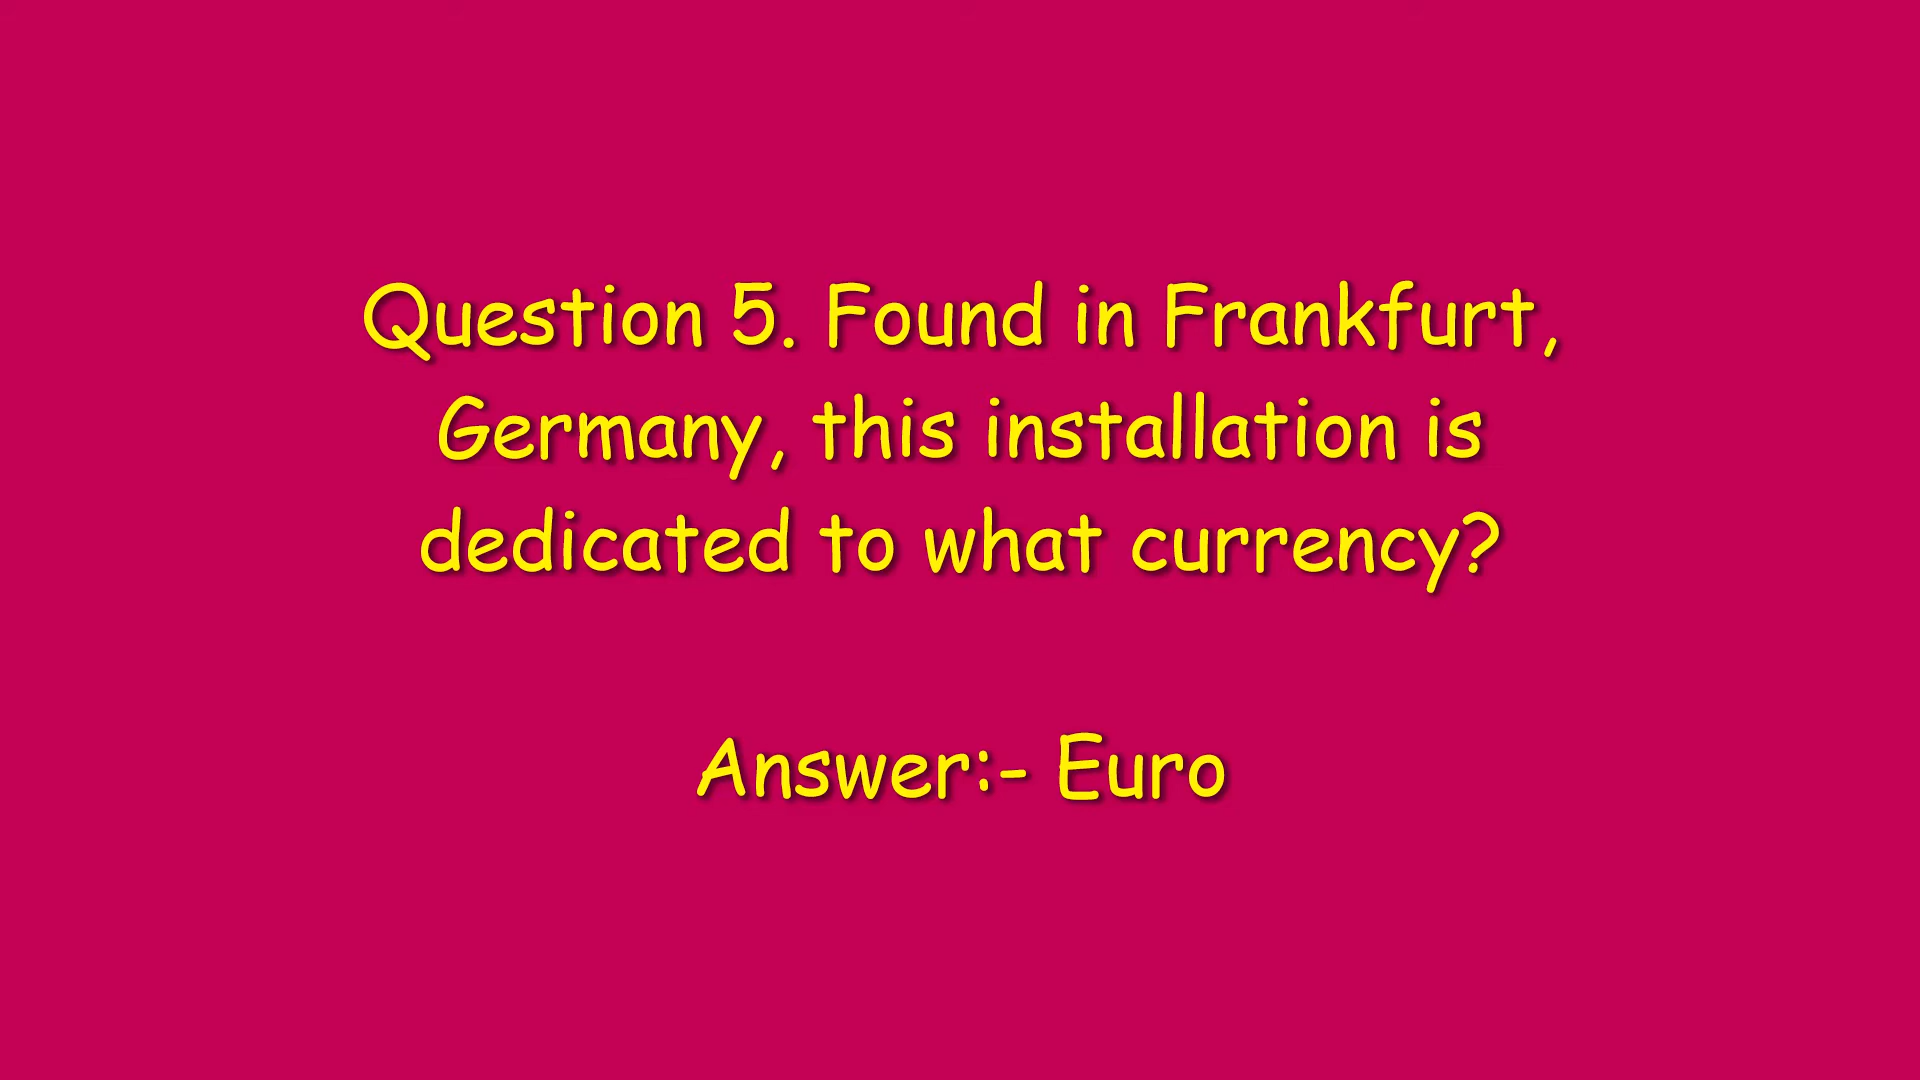 Question 5. Found in Frankfurt,
Germany, this installation is
dedicated to what currency?
Answer:- Euro